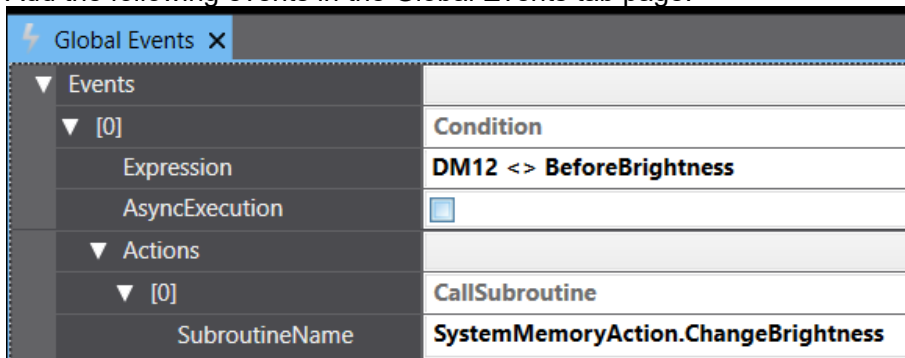 Add the following events in the Global Events tab page.
Global Events X
Events
[0] Condition
Expression DM12 <> BeforeBrightness
AsyncExecution
Actions
[0] CallSubroutine
SubroutineName SystemMemoryAction.ChangeBrightness